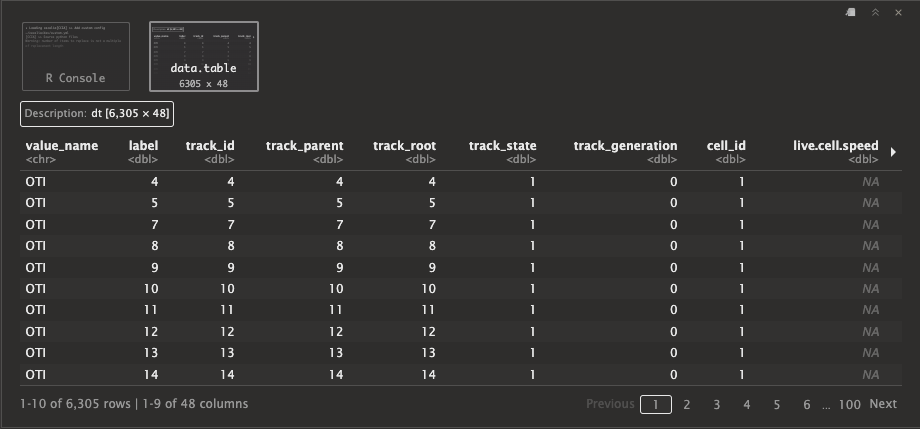 R Console
data.table
6305 x 48
Description: dt [6,305 × 48]
value_name label track_id track_parent track_root track_state track_generation cell_id live.cell.speed
<chr> <dbl> <dbl> <dbl> <dbl> <dbl> <dbl> <dbl> <dbl>
OTI 4 4 4 4 1 0 1 NA
OTI 5 5 5 5 1 0 1 NA
OTI 7 7 7 7 1 0 1 NA
OTI 8 8 8 8 1 0 1 NA
OTI 9 9 9 9 1 0 1 NA
OTI 10 10 10 10 1 0 1 NA
OTI 11 11 11 11 1 0 1 NA
OTI 12 12 12 12 1 0 1 NA
OTI 13 13 13 13 1 0 1 NA
OTI 14 14 14 14 1 0 1 NA
1-10 of 6,305 rows | 1-9 of 48 columns
Previous 1 2 3 4 5 6 ... 100 Next